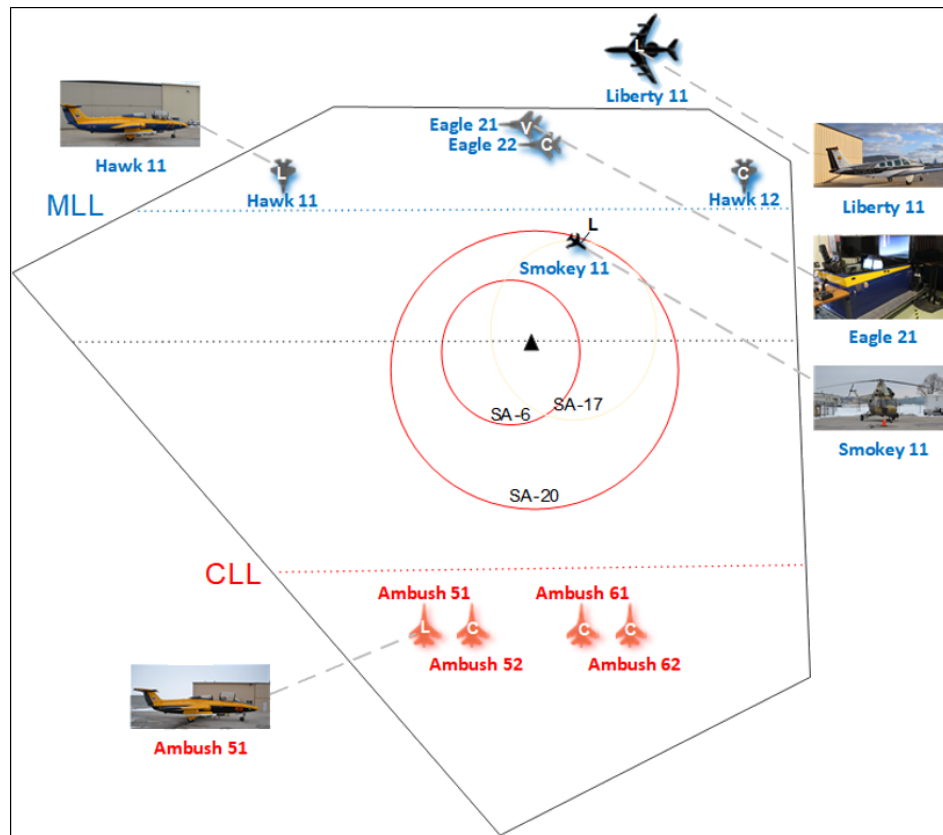 L
Liberty 11
Hawk 11
Eagle 21
V
Eagle 22
C
L
Hawk 11
C
Hawk 12
Liberty 11
MLL
L
Smokey 11
Eagle 21
SA-6
SA-17
Smokey 11
SA-20
CLL
Ambush 51
Ambush 61
L
C
C
C
Ambush 52
Ambush 62
Ambush 51